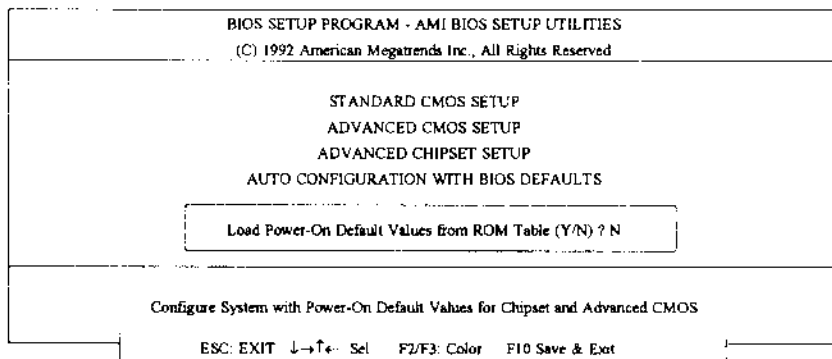 BIOS SETUP PROGRAM - AMI BIOS SETUP UTILITIES
(C) 1992 American Megatrends Inc., All Rights Reserved
STANDARD CMOS SETUP
ADVANCED CMOS SETUP
ADVANCED CHIPSET SETUP
AUTO CONFIGURATION WITH BIOS DEFAULTS
Load Power-On Default Values from ROM Table (Y/N) ? N
Configure System with Power-On Default Values for Chipset and Advanced CMOS
ESC: EXIT ↓→↑← Sel F2/F3: Color F10 Save & Exit